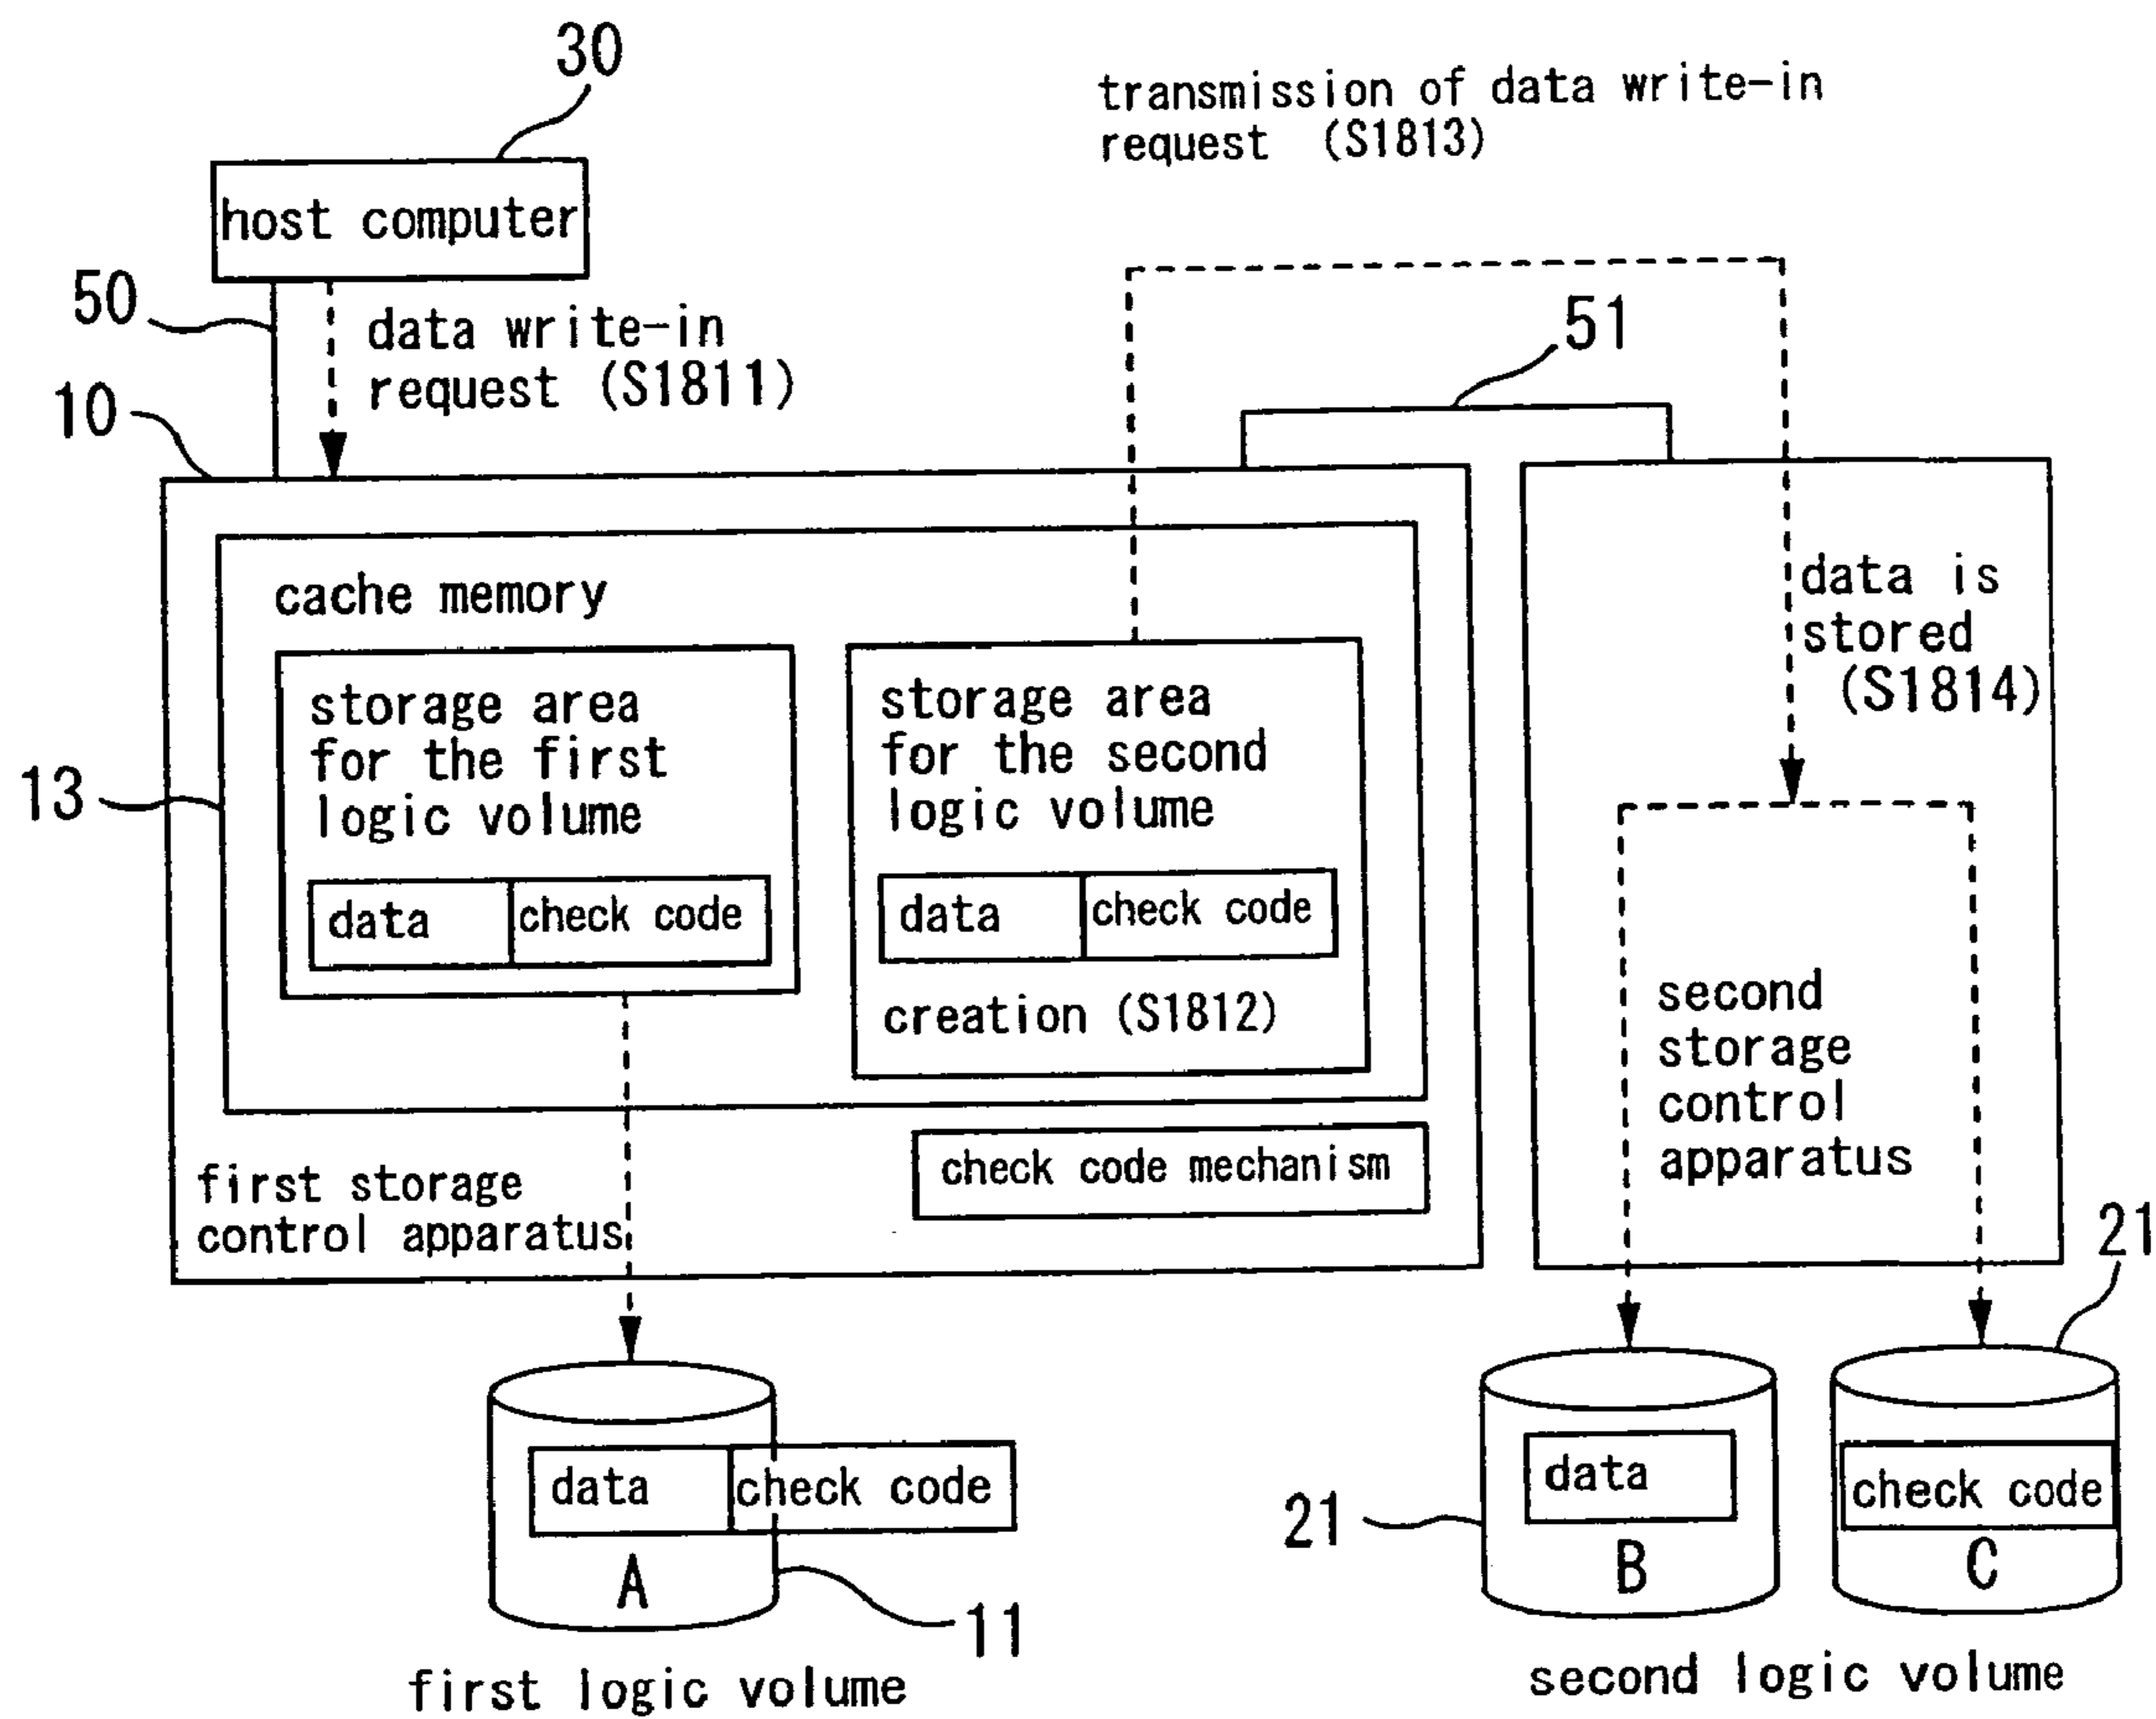 30
transmission of data write-in
request (S1813)
host computer
50
data write-in
request (S1811)
51
10
cache memory
data is
stored
(S1814)
storage area
for the first
logic volume
storage area
for the second
logic volume
13
data
check code
data
check code
creation (S1812)
second
storage
control
apparatus
check code mechanism
first storage
control apparatus
21
data
check code
A
11
data
21
B
check code
C
first logic volume
second logic volume